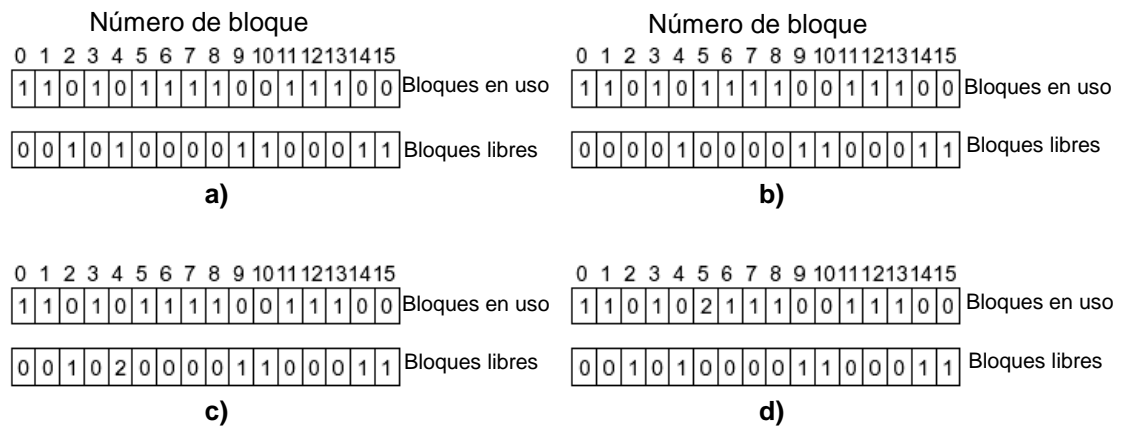 Número de bloque
0 1 2 3 4 5 6 7 8 9 10 11 12 13 14 15
1 1 0 1 0 1 1 1 1 0 0 1 1 1 0 0 Bloques en uso
0 0 1 0 1 0 0 0 0 1 1 0 0 0 1 1 Bloques libres
a)
Número de bloque
0 1 2 3 4 5 6 7 8 9 10 11 12 13 14 15
1 1 0 1 0 1 1 1 1 0 0 1 1 1 0 0 Bloques en uso
0 0 0 0 1 0 0 0 0 1 1 0 0 0 1 1 Bloques libres
b)
0 1 2 3 4 5 6 7 8 9 10 11 12 13 14 15
1 1 0 1 0 1 1 1 1 0 0 1 1 1 0 0 Bloques en uso
0 0 1 0 2 0 0 0 0 1 1 0 0 0 1 1 Bloques libres
c)
0 1 2 3 4 5 6 7 8 9 10 11 12 13 14 15
1 1 0 1 0 2 1 1 1 0 0 1 1 1 0 0 Bloques en uso
0 0 1 0 1 0 0 0 0 1 1 0 0 0 1 1 Bloques libres
d)